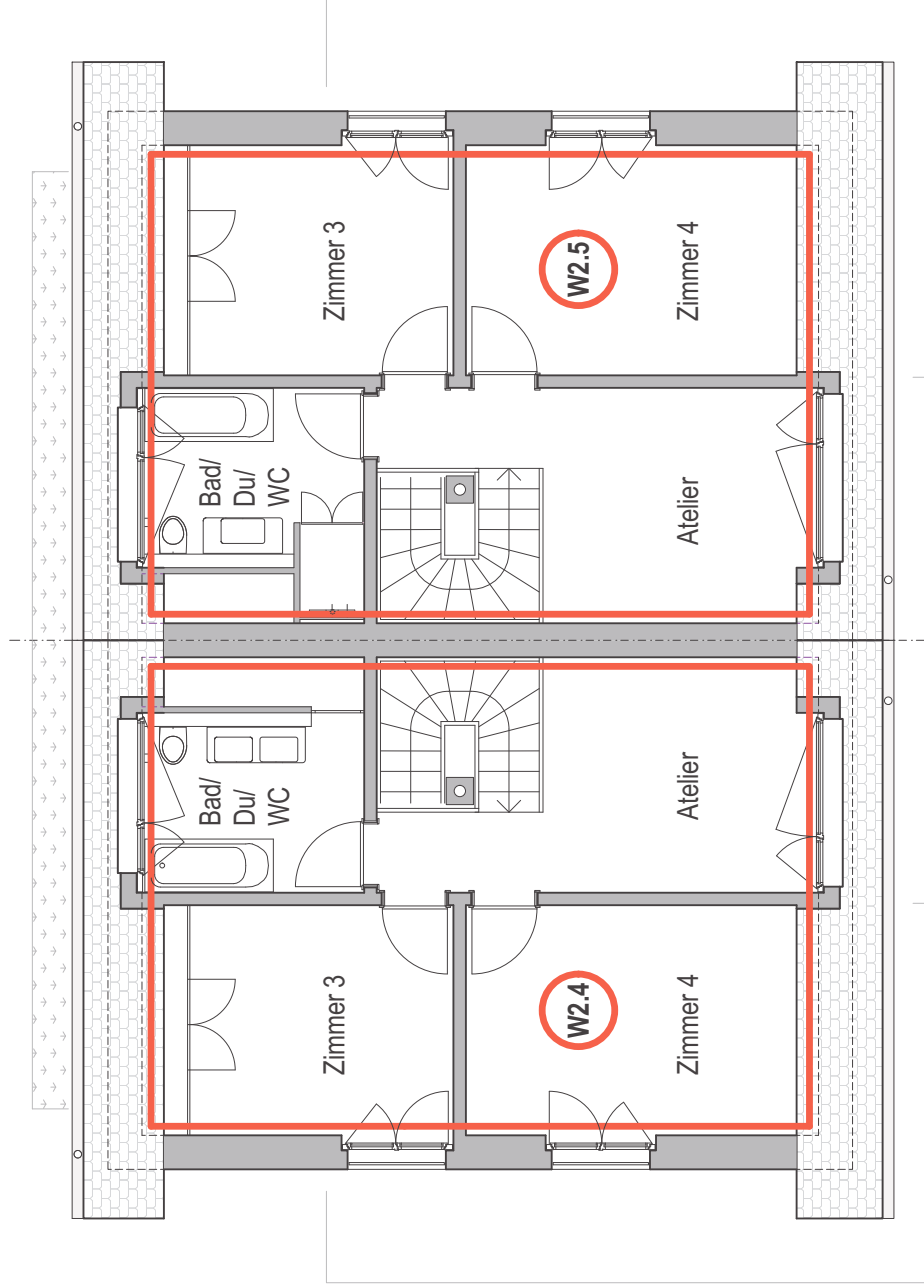 Zimmer 3
Bad/
Du/
WC
Bad/
Du/
WC
Zimmer 3
W2.4
Zimmer 4
Atelier
Atelier
W2.5
Zimmer 4